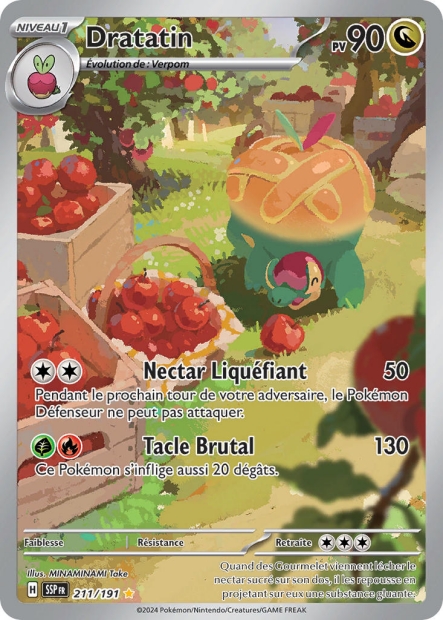 NIVEAU 1
Dratatin
PV 90
Évolution de : Verpom
Nectar Liquéfiant 50
Pendant le prochain tour de votre adversaire, le Pokémon
Défenseur ne peut pas attaquer.
Tacle Brutal 130
Ce Pokémon s'inflige aussi 20 dégâts.
Faiblesse Résistance Retraite
Illus. MINAMINAMI Take
H SSP FR 211/191
Quand des Gourmelet viennent lécher le
nectar sucré sur son dos, il les repousse en
projetant sur eux une substance gluante.
©2024 Pokémon/Nintendo/Creatures/GAME FREAK